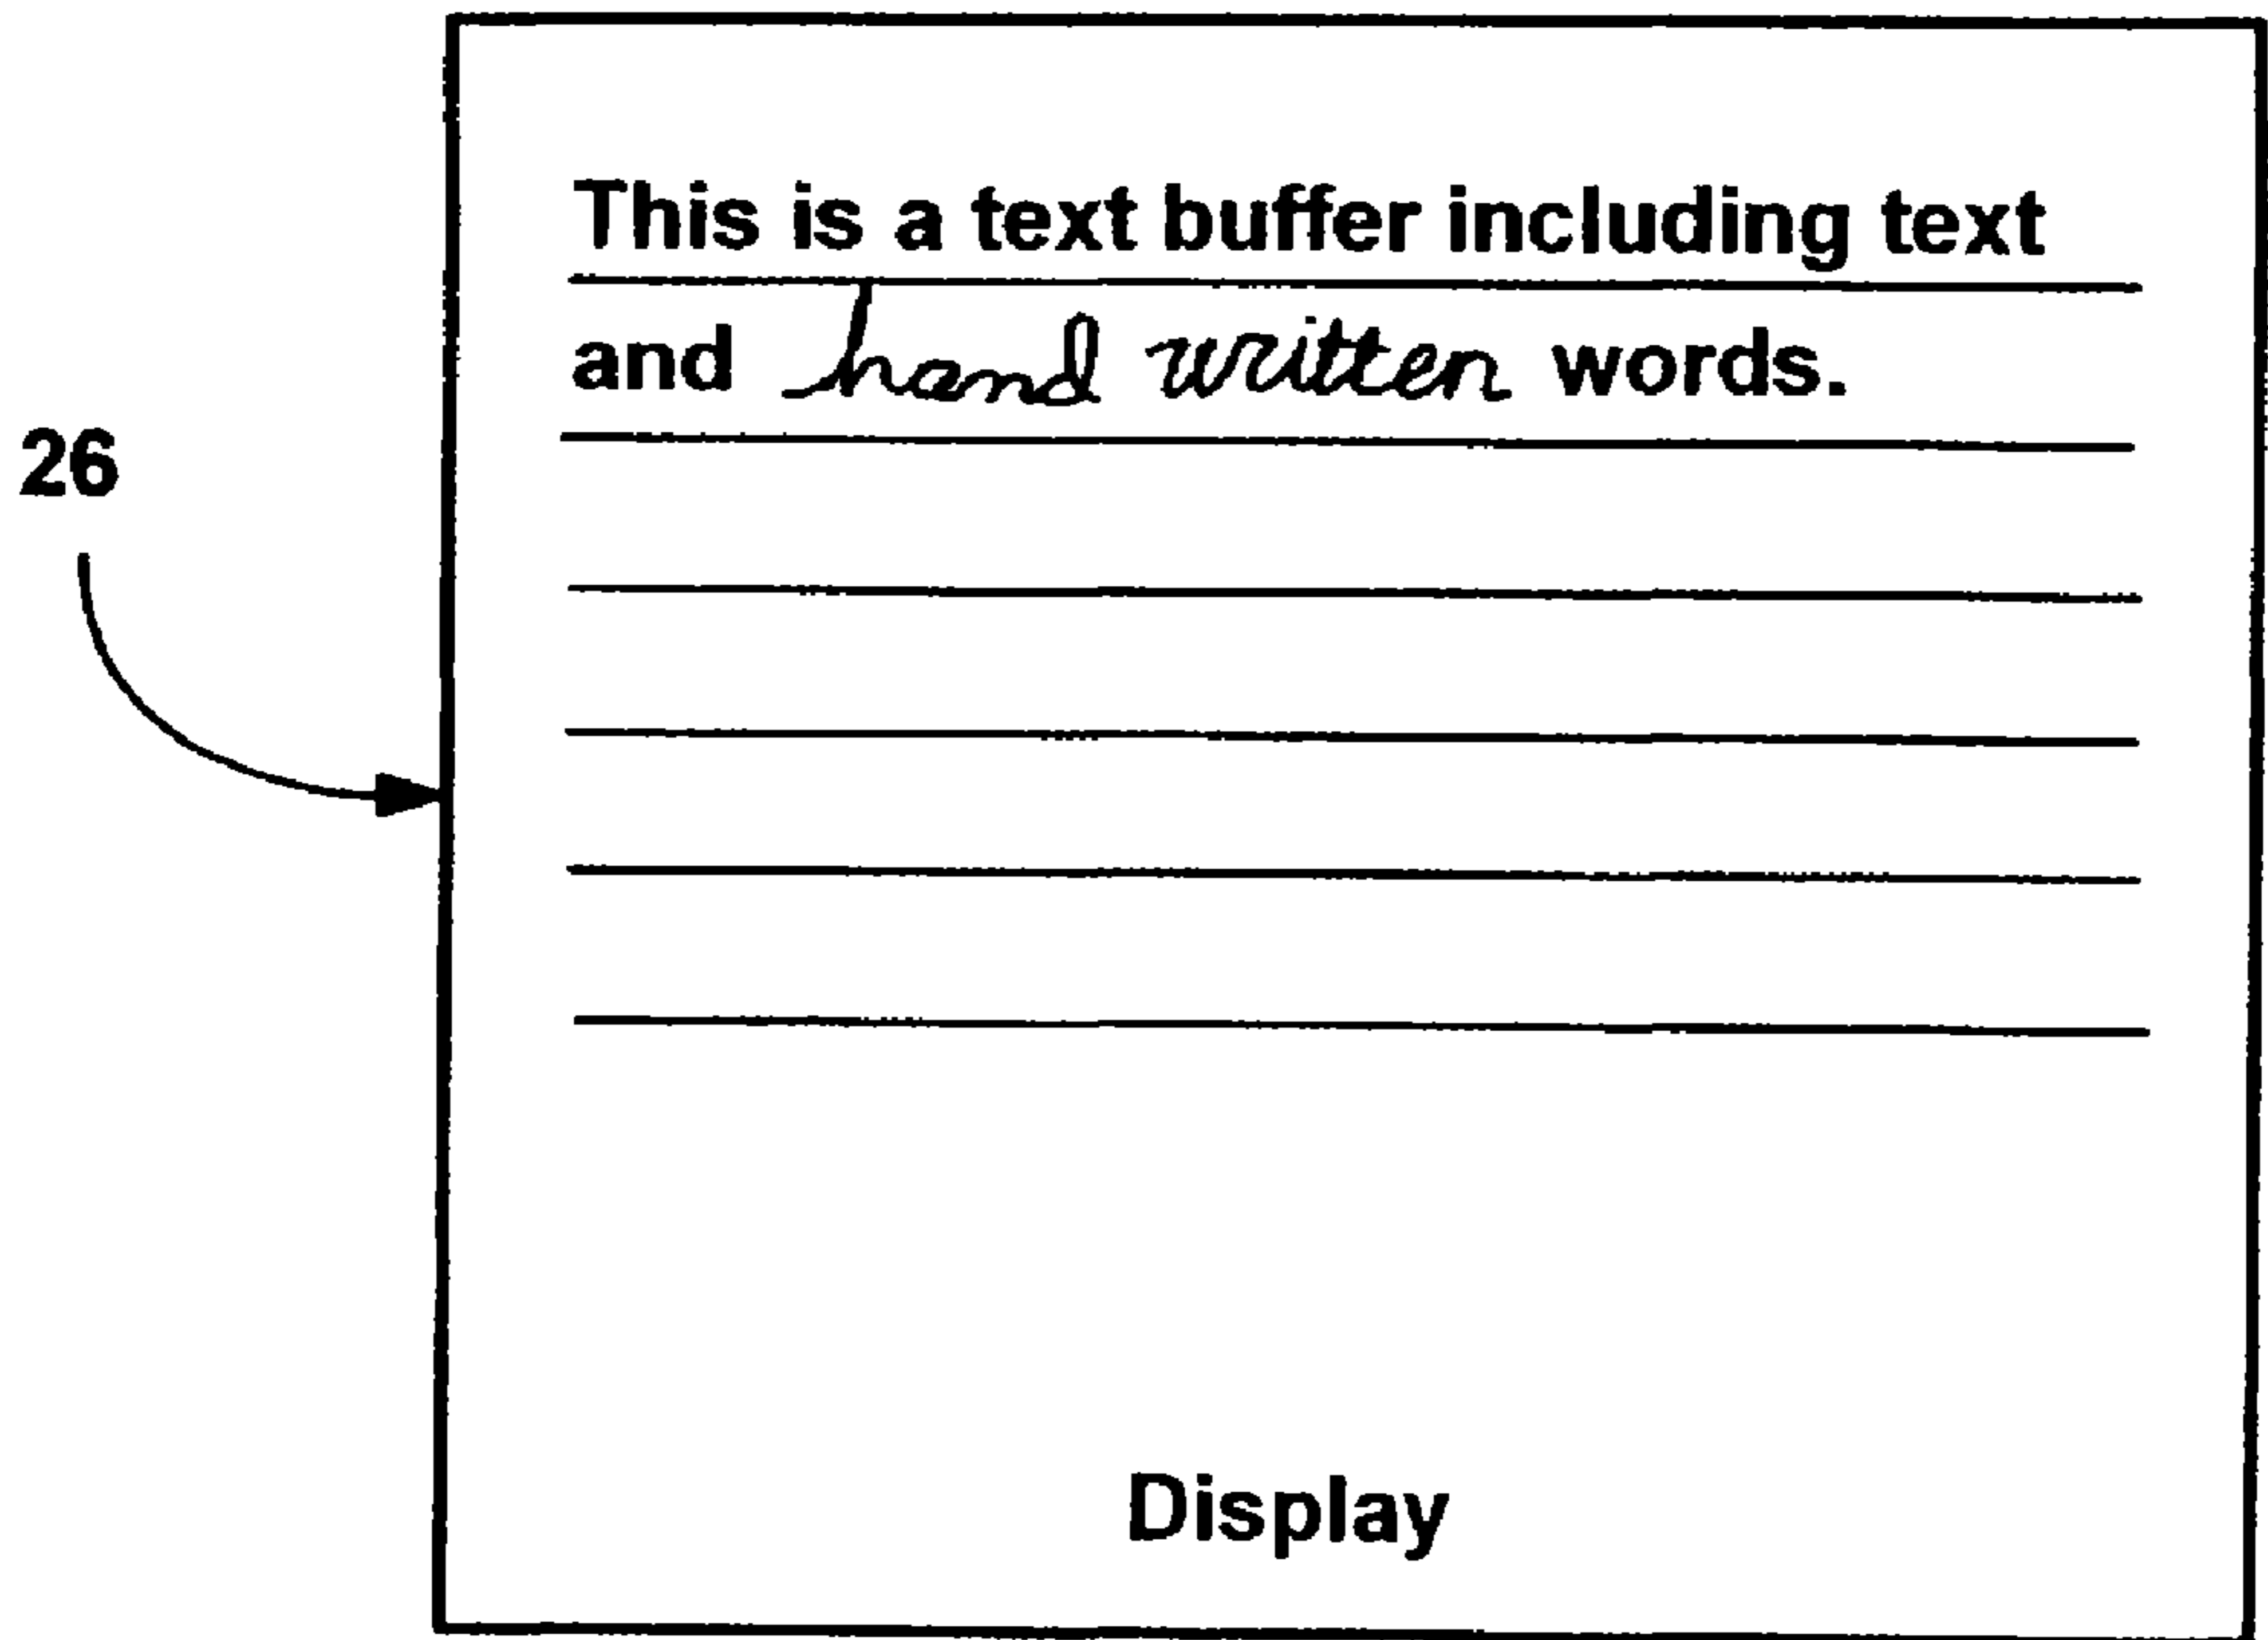 This is a text buffer including text
and hand written words.
26
Display